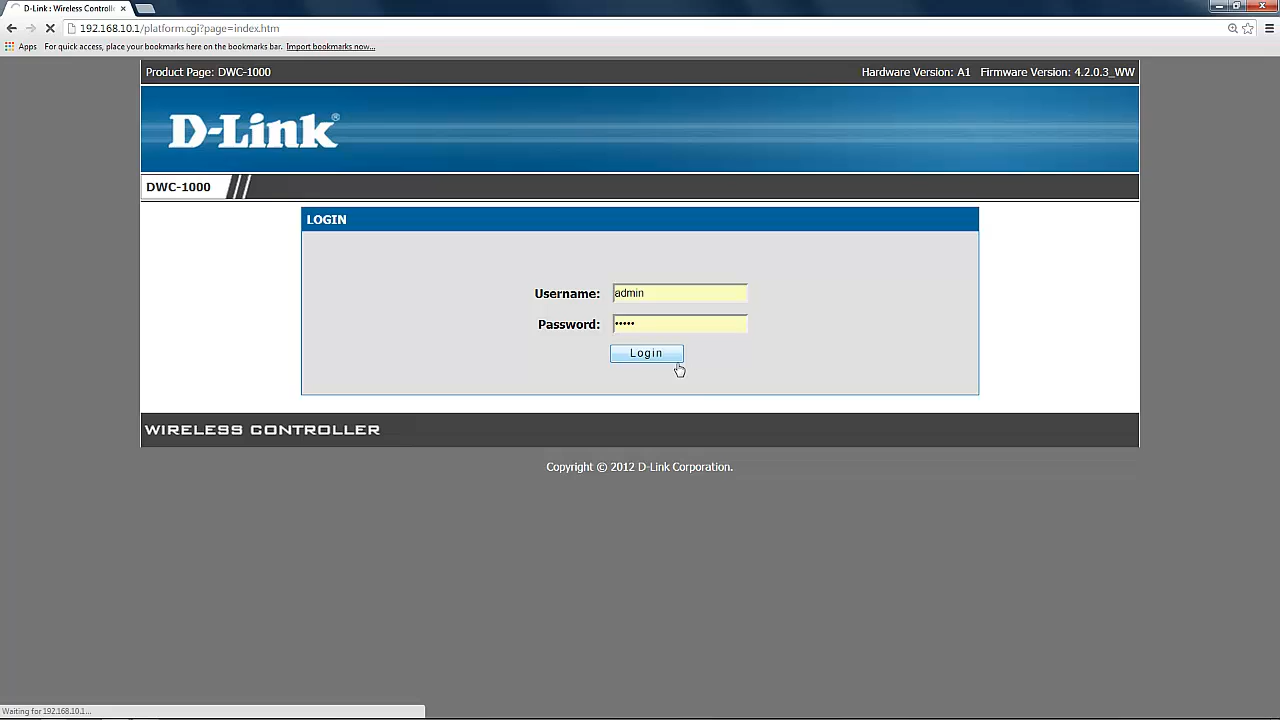 D-Link : Wireless Controll
192.168.10.1/platform.cgi?page=index.htm
Apps For quick access, place your bookmarks here on the bookmarks bar. Import bookmarks now...
Product Page: DWC-1000 Hardware Version: A1 Firmware Version: 4.2.0.3_WW
D-Link®
DWC-1000
LOGIN
Username: admin
Password: •••••
Login
WIRELESS CONTROLLER
Copyright © 2012 D-Link Corporation.
Waiting for 192.168.10.1...